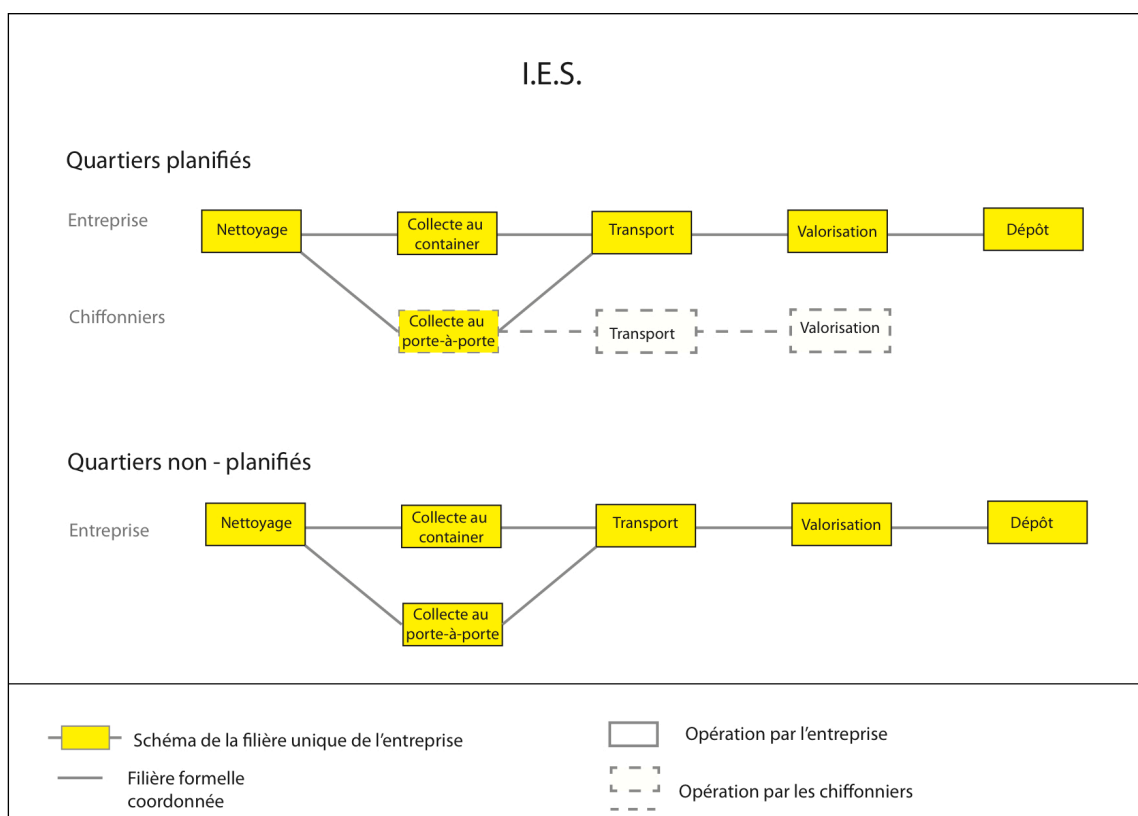 I.E.S.
Quartiers planifiés
Entreprise
Nettoyage
Collecte au
container
Transport
Valorisation
Dépôt
Chiffonniers
Collecte au
porte-à-porte
Transport
Valorisation
Quartiers non - planifiés
Entreprise
Nettoyage
Collecte au
container
Transport
Valorisation
Dépôt
Collecte au
porte-à-porte
Schéma de la filière unique de l'entreprise
Filière formelle
coordonnée
Opération par l'entreprise
Opération par les chiffonniers